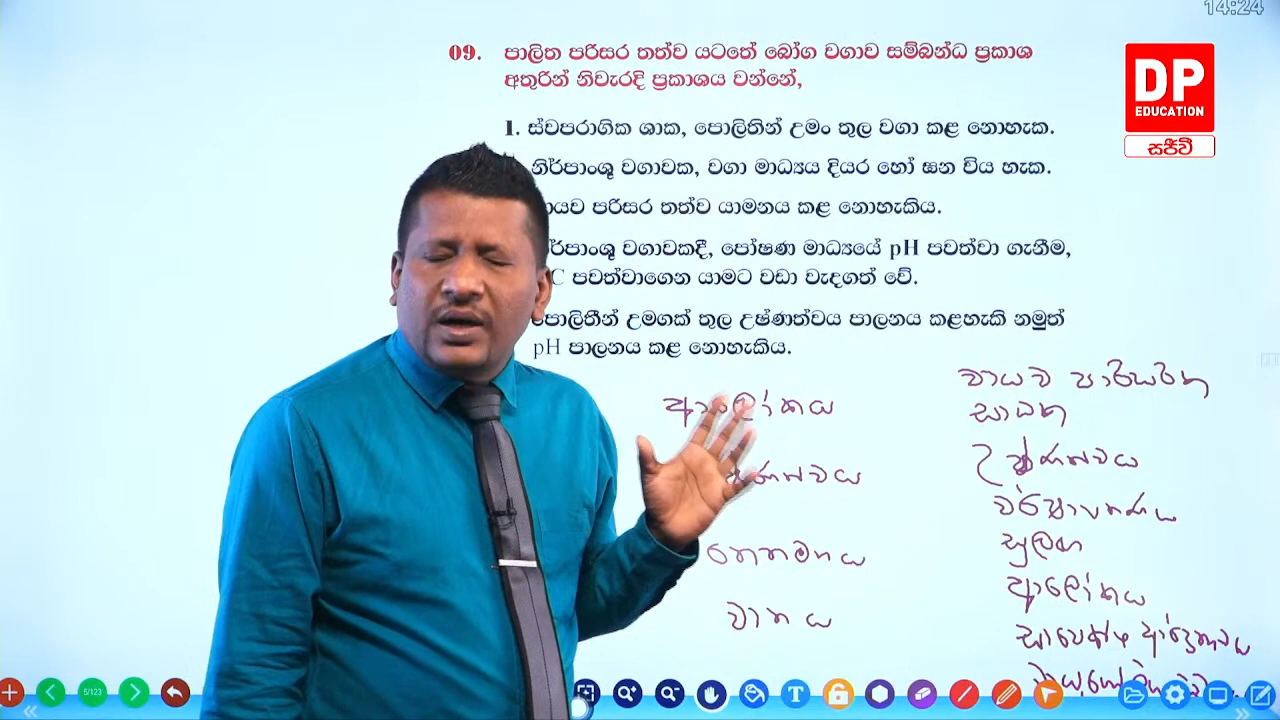 14:24
09. පාලිත පරිසර තත්ව යටතේ බෝග වගාව සම්බන්ධ ප්‍රකාශ
අතුරින් නිවැරදි ප්‍රකාශය වන්නේ,
1. ස්වපරාගික ශාක, පොලිතින් උමං තුල වගා කළ නොහැක.
නිර්පාංශු වගාවක, වගා මාධ්‍යය දියර හෝ ඝන විය හැක.
පරිසර තත්ව යාමනය කළ නොහැකිය.
වගාවකදී, පෝෂණ මාධ්‍යයේ pH පවත්වා ගැනීම,
පවත්වාගෙන යාමට වඩා වැදගත් වේ.
පොලිතීන් උමගක් තුල උෂ්ණත්වය පාලනය කළහැකි නමුත්
pH පාලනය කළ නොහැකිය.
DP
EDUCATION
සජීවී
වායව පාරිසරික
සාධක
ආලෝකය
උෂ්ණත්වය
වර්ෂාපතනය
සුලඟ
තෙතමනය
ආලෝකය
වාතය
සාපේක්ෂ ආර්ද්‍රතාවය
5/123